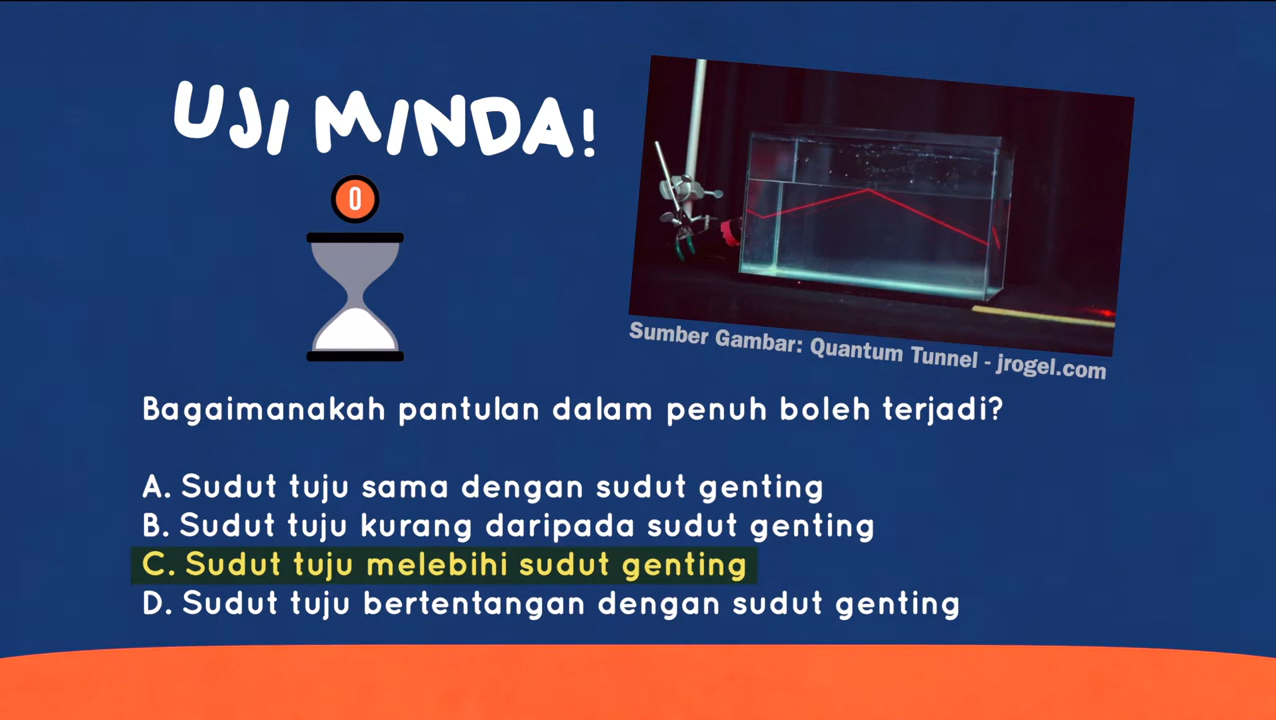 UJI MINDA!
0
Sumber Gambar: Quantum Tunnel - jrogel.com
Bagaimanakah pantulan dalam penuh boleh terjadi?
A. Sudut tuju sama dengan sudut genting
B. Sudut tuju kurang daripada sudut genting
C. Sudut tuju melebihi sudut genting
D. Sudut tuju bertentangan dengan sudut genting